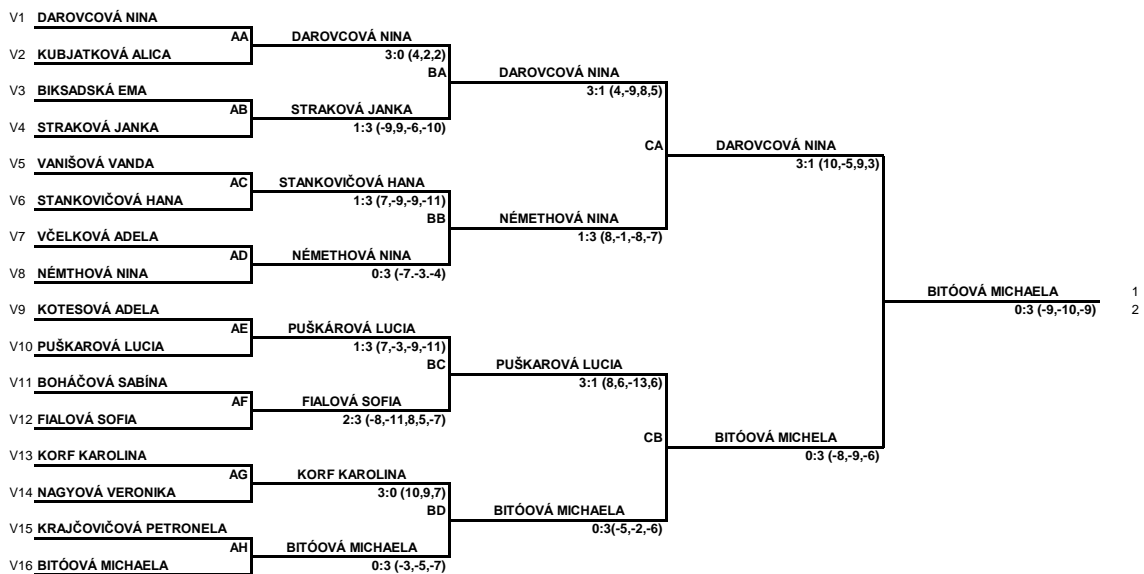 V1 DAROVCOVÁ NINA
AA DAROVCOVÁ NINA
V2 KUBJATKOVÁ ALICA 3:0 (4,2,2)
BA DAROVCOVÁ NINA
V3 BIKSADSKÁ EMA 3:1 (4,-9,8,5)
AB STRAKOVÁ JANKA
V4 STRAKOVÁ JANKA 1:3 (-9,9,-6,-10)
CA DAROVCOVÁ NINA
V5 VANIŠOVÁ VANDA 3:1 (10,-5,9,3)
AC STANKOVIČOVÁ HANA
V6 STANKOVIČOVÁ HANA 1:3 (7,-9,-9,-11)
BB NÉMETHOVÁ NINA
V7 VČELKOVÁ ADELA 1:3 (8,-1,-8,-7)
AD NÉMETHOVÁ NINA
V8 NÉMTHOVÁ NINA 0:3 (-7.-3.-4)
BITÓOVÁ MICHAELA 1
V9 KOTESOVÁ ADELA 0:3 (-9,-10,-9) 2
AE PUŠKÁROVÁ LUCIA
V10 PUŠKAROVÁ LUCIA 1:3 (7,-3,-9,-11)
BC PUŠKAROVÁ LUCIA
V11 BOHÁČOVÁ SABÍNA 3:1 (8,6,-13,6)
AF FIALOVÁ SOFIA
V12 FIALOVÁ SOFIA 2:3 (-8,-11,8,5,-7)
CB BITÓOVÁ MICHELA
V13 KORF KAROLINA 0:3 (-8,-9,-6)
AG KORF KAROLINA
V14 NAGYOVÁ VERONIKA 3:0 (10,9,7)
BD BITÓOVÁ MICHAELA
V15 KRAJČOVIČOVÁ PETRONELA 0:3(-5,-2,-6)
AH BITÓOVÁ MICHAELA
V16 BITÓOVÁ MICHAELA 0:3 (-3,-5,-7)